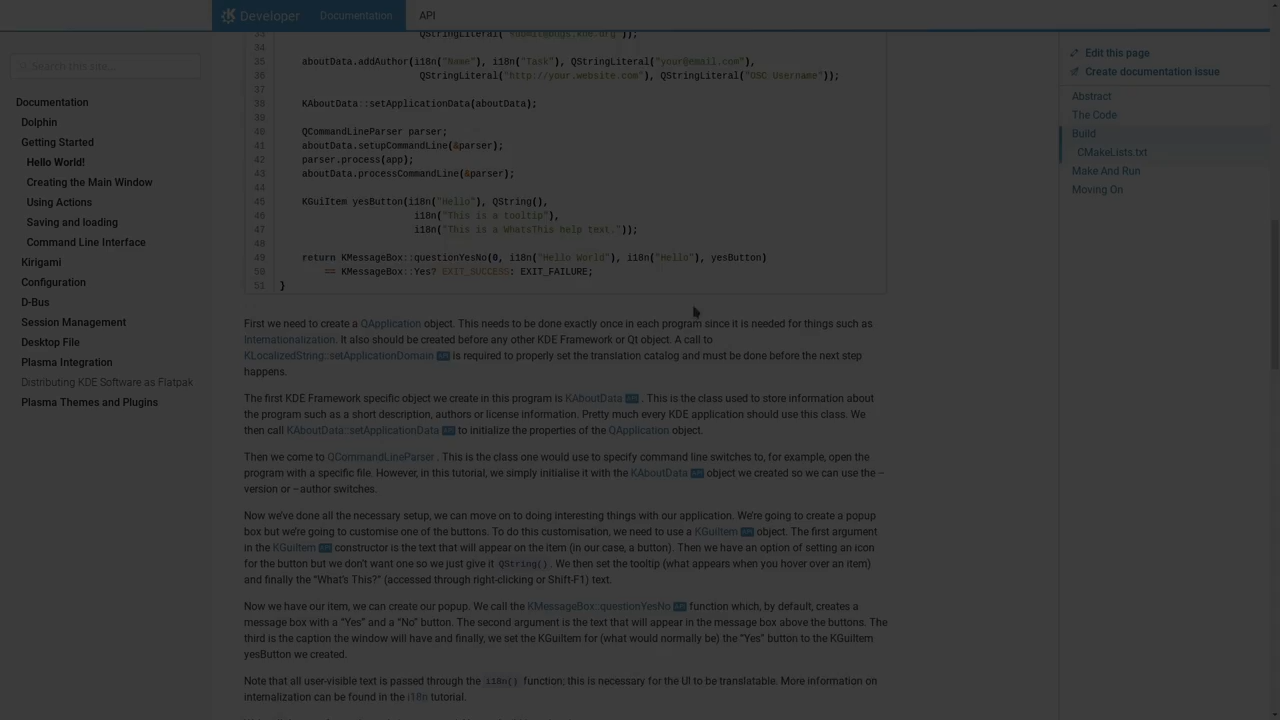 Developer
Documentation
API
Search this site...
Documentation
Dolphin
Getting Started
Hello World!
Creating the Main Window
Using Actions
Saving and loading
Command Line Interface
Kirigami
Configuration
D-Bus
Session Management
Desktop File
Plasma Integration
Distributing KDE Software as Flatpak
Plasma Themes and Plugins
34
35 aboutData.addAuthor(i18n("Name"), i18n("Task"), QStringLiteral("your@email.com"),
36 QStringLiteral("http://your.website.com"), QStringLiteral("OSC Username"));
37
38 KAboutData::setApplicationData(aboutData);
39
40 QCommandLineParser parser;
41 aboutData.setupCommandLine(&parser);
42 parser.process(app);
43 aboutData.processCommandLine(&parser);
44
45 KGuiItem yesButton(i18n("Hello"), QString(),
46 i18n("This is a tooltip"),
47 i18n("This is a WhatsThis help text."));
48
49 return KMessageBox::questionYesNo(0, i18n("Hello World"), i18n("Hello"), yesButton)
50 == KMessageBox::Yes? EXIT_SUCCESS: EXIT_FAILURE;
51 }
First we need to create a QApplication object. This needs to be done exactly once in each program since it is needed for things such as
Internationalization. It also should be created before any other KDE Framework or Qt object. A call to
KLocalizedString::setApplicationDomain API is required to properly set the translation catalog and must be done before the next step
happens.
The first KDE Framework specific object we create in this program is KAboutData API . This is the class used to store information about
the program such as a short description, authors or license information. Pretty much every KDE application should use this class. We
then call KAboutData::setApplicationData API to initialize the properties of the QApplication object.
Then we come to QCommandLineParser . This is the class one would use to specify command line switches to, for example, open the
program with a specific file. However, in this tutorial, we simply initialise it with the KAboutData API object we created so we can use the –
version or –author switches.
Now we’ve done all the necessary setup, we can move on to doing interesting things with our application. We’re going to create a popup
box but we’re going to customise one of the buttons. To do this customisation, we need to use a KGuiItem API object. The first argument
in the KGuiItem API constructor is the text that will appear on the item (in our case, a button). Then we have an option of setting an icon
for the button but we don’t want one so we just give it QString() . We then set the tooltip (what appears when you hover over an item)
and finally the “What’s This?” (accessed through right-clicking or Shift-F1) text.
Now we have our item, we can create our popup. We call the KMessageBox::questionYesNo API function which, by default, creates a
message box with a “Yes” and a “No” button. The second argument is the text that will appear in the message box above the buttons. The
third is the caption the window will have and finally, we set the KGuiItem for (what would normally be) the “Yes” button to the KGuiItem
yesButton we created.
Note that all user-visible text is passed through the i18n() function; this is necessary for the UI to be translatable. More information on
internalization can be found in the i18n tutorial.
Edit this page
Create documentation issue
Abstract
The Code
Build
CMakeLists.txt
Make And Run
Moving On